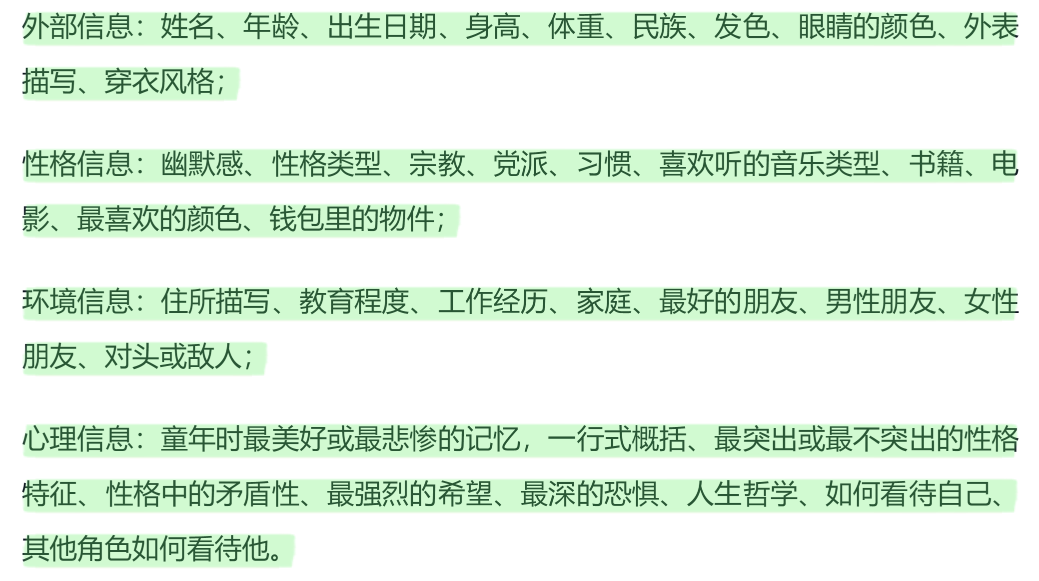 外部信息：姓名、年龄、出生日期、身高、体重、民族、发色、眼睛的颜色、外表
描写、穿衣风格；
性格信息：幽默感、性格类型、宗教、党派、习惯、喜欢听的音乐类型、书籍、电
影、最喜欢的颜色、钱包里的物件；
环境信息：住所描写、教育程度、工作经历、家庭、最好的朋友、男性朋友、女性
朋友、对头或敌人；
心理信息：童年时最美好或最悲惨的记忆，一行式概括、最突出或最不突出的性格
特征、性格中的矛盾性、最强烈的希望、最深的恐惧、人生哲学、如何看待自己、
其他角色如何看待他。